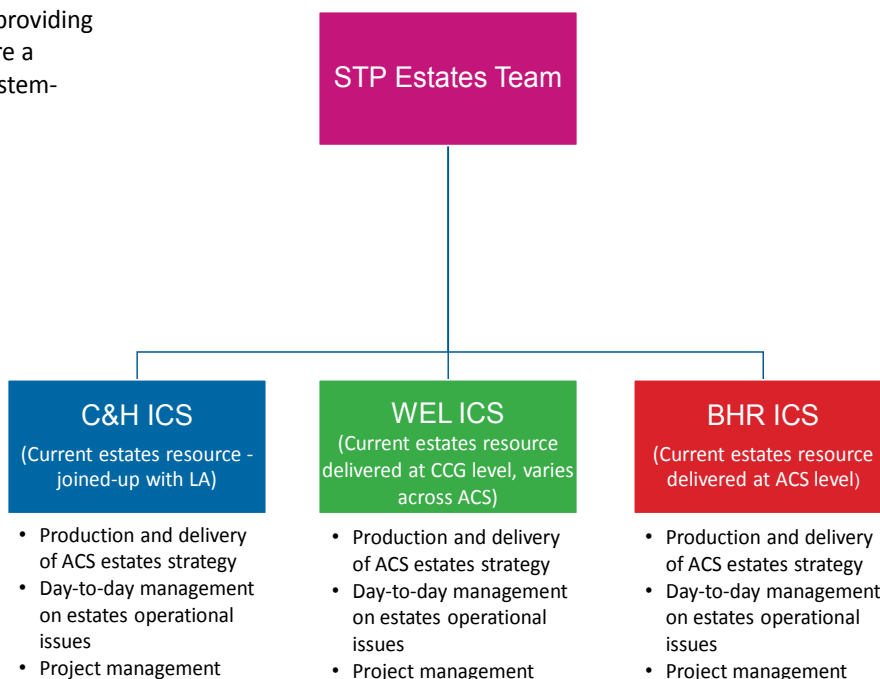 providing
re a
stem-
STP Estates Team
C&H ICS
(Current estates resource -
joined-up with LA)
• Production and delivery
of ACS estates strategy
• Day-to-day management
on estates operational
issues
• Project management
WEL ICS
(Current estates resource
delivered at CCG level, varies
across ACS)
• Production and delivery
of ACS estates strategy
• Day-to-day management
on estates operational
issues
• Project management
BHR ICS
(Current estates resource
delivered at ACS level)
• Production and delivery
of ACS estates strategy
• Day-to-day management
on estates operational
issues
• Project management